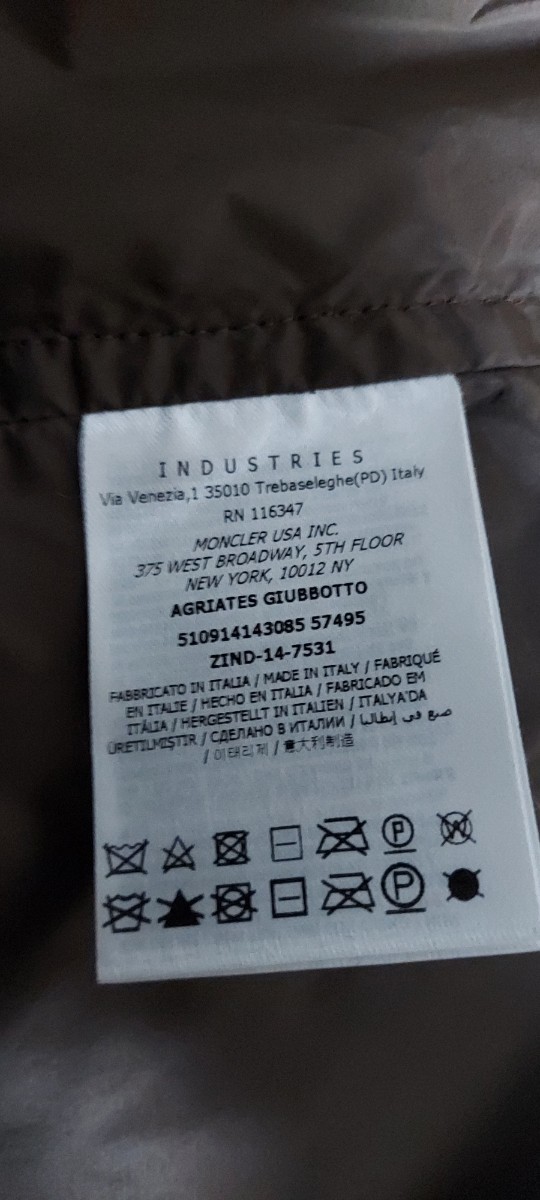 INDUSTRIES
Via Venezia,1 35010 Trebaseleghe(PD) Italy
RN 116347
MONCLER USA INC.
375 WEST BROADWAY, 5TH FLOOR
NEW YORK, 10012 NY
AGRIATES GIUBBOTTO
510914143085 57495
ZIND-14-7531
FABBRICATO IN ITALIA / MADE IN ITALY / FABRIQUÉ
EN ITALIE / HECHO EN ITALIA / FABRICADO EM
ITÁLIA / HERGESTELLT IN ITALIEN / ITALYA'DA
ÜRETILMIŞTIR / СДЕЛАНО В ИТАЛИИ / صنع في إيطاليا
/ 이태리제 / 意大利制造
P W
P